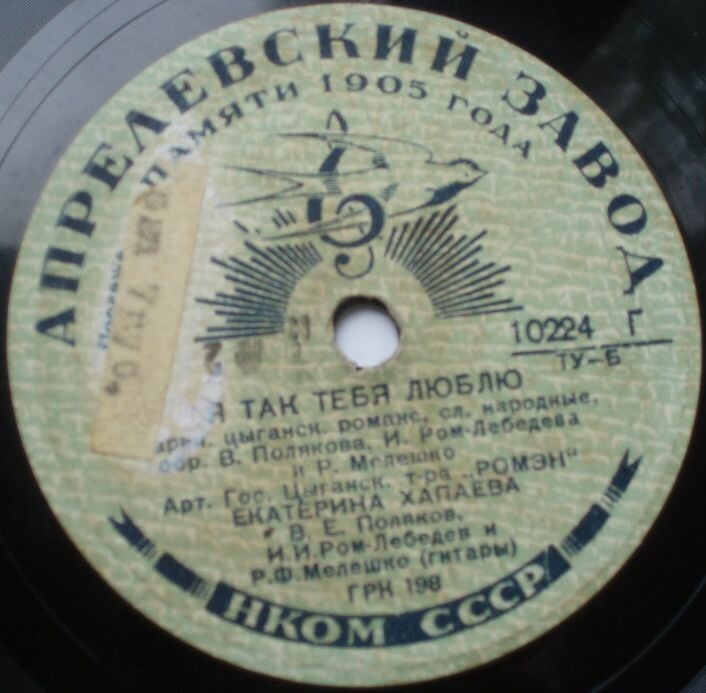 АПРЕЛЕВСКИЙ ЗАВОД
ПАМЯТИ 1905 ГОДА
10224 Г
ТУ-Б
Я ТАК ТЕБЯ ЛЮБЛЮ
цыганск. романс, сл. народные,
обр. В. Полякова, И. Ром-Лебедева
и Р. Мелешко
Арт. Гос. Цыганск. т-ра „РОМЭН"
ЕКАТЕРИНА ХАПАЕВА
В. Е. Поляков,
И.И.Ром-Лебедев и
Р.Ф.Мелешко (гитары)
ГРК 198
НКОМ СССР